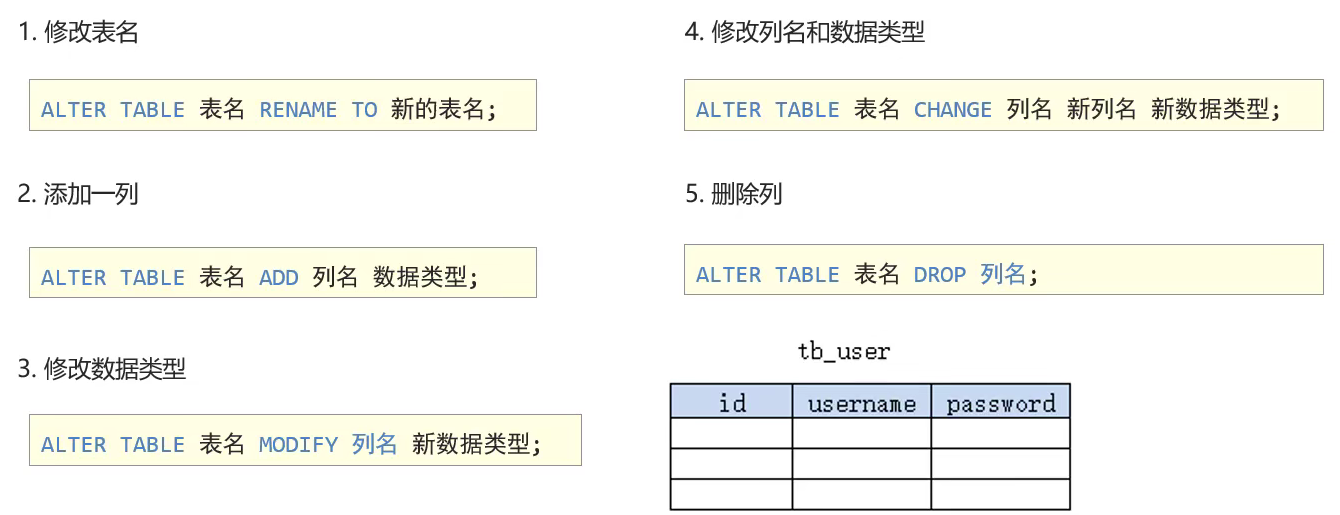 1. 修改表名
ALTER TABLE 表名 RENAME TO 新的表名;
2. 添加一列
ALTER TABLE 表名 ADD 列名 数据类型;
3. 修改数据类型
ALTER TABLE 表名 MODIFY 列名 新数据类型;
4. 修改列名和数据类型
ALTER TABLE 表名 CHANGE 列名 新列名 新数据类型;
5. 删除列
ALTER TABLE 表名 DROP 列名;
tb_user
id username password